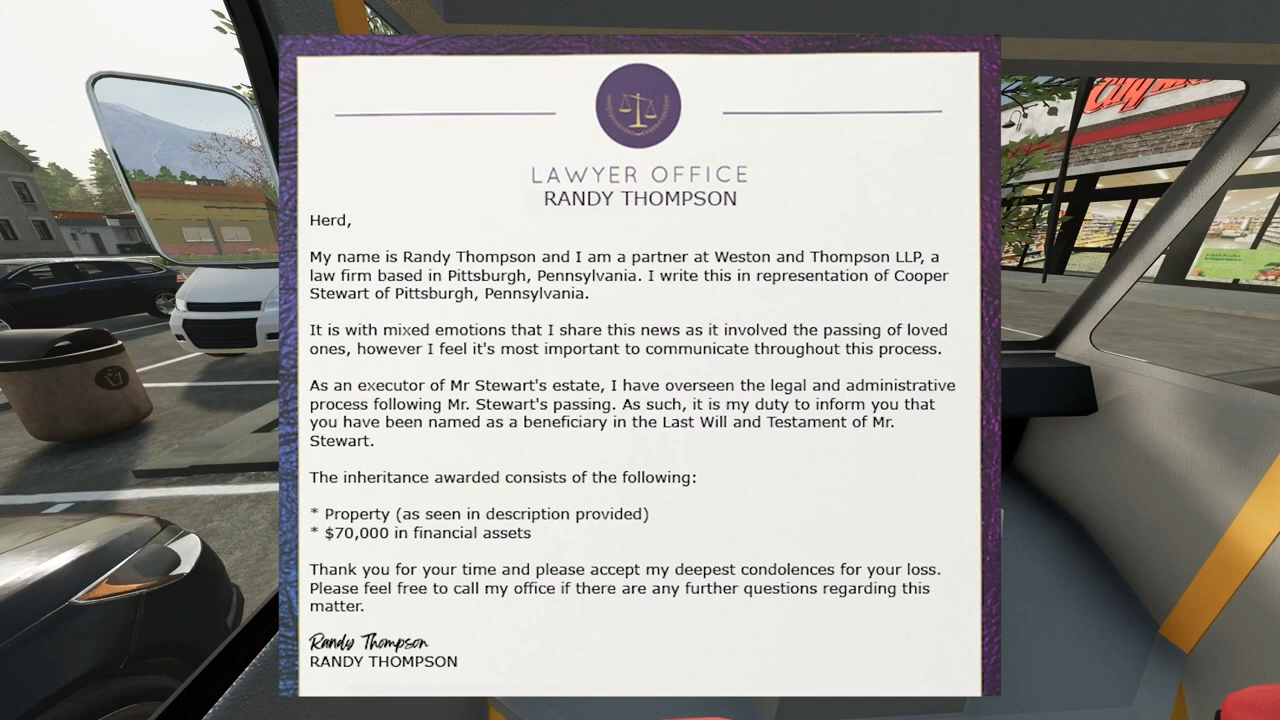 City M
LAWYER OFFICE
RANDY THOMPSON
Herd,
My name is Randy Thompson and I am a partner at Weston and Thompson LLP, a
law firm based in Pittsburgh, Pennsylvania. I write this in representation of Cooper
Stewart of Pittsburgh, Pennsylvania.
It is with mixed emotions that I share this news as it involved the passing of loved
ones, however I feel it's most important to communicate throughout this process.
As an executor of Mr Stewart's estate, I have overseen the legal and administrative
process following Mr. Stewart's passing. As such, it is my duty to inform you that
you have been named as a beneficiary in the Last Will and Testament of Mr.
Stewart.
The inheritance awarded consists of the following:
* Property (as seen in description provided)
* $70,000 in financial assets
Thank you for your time and please accept my deepest condolences for your loss.
Please feel free to call my office if there are any further questions regarding this
matter.
Randy Thompson
RANDY THOMPSON